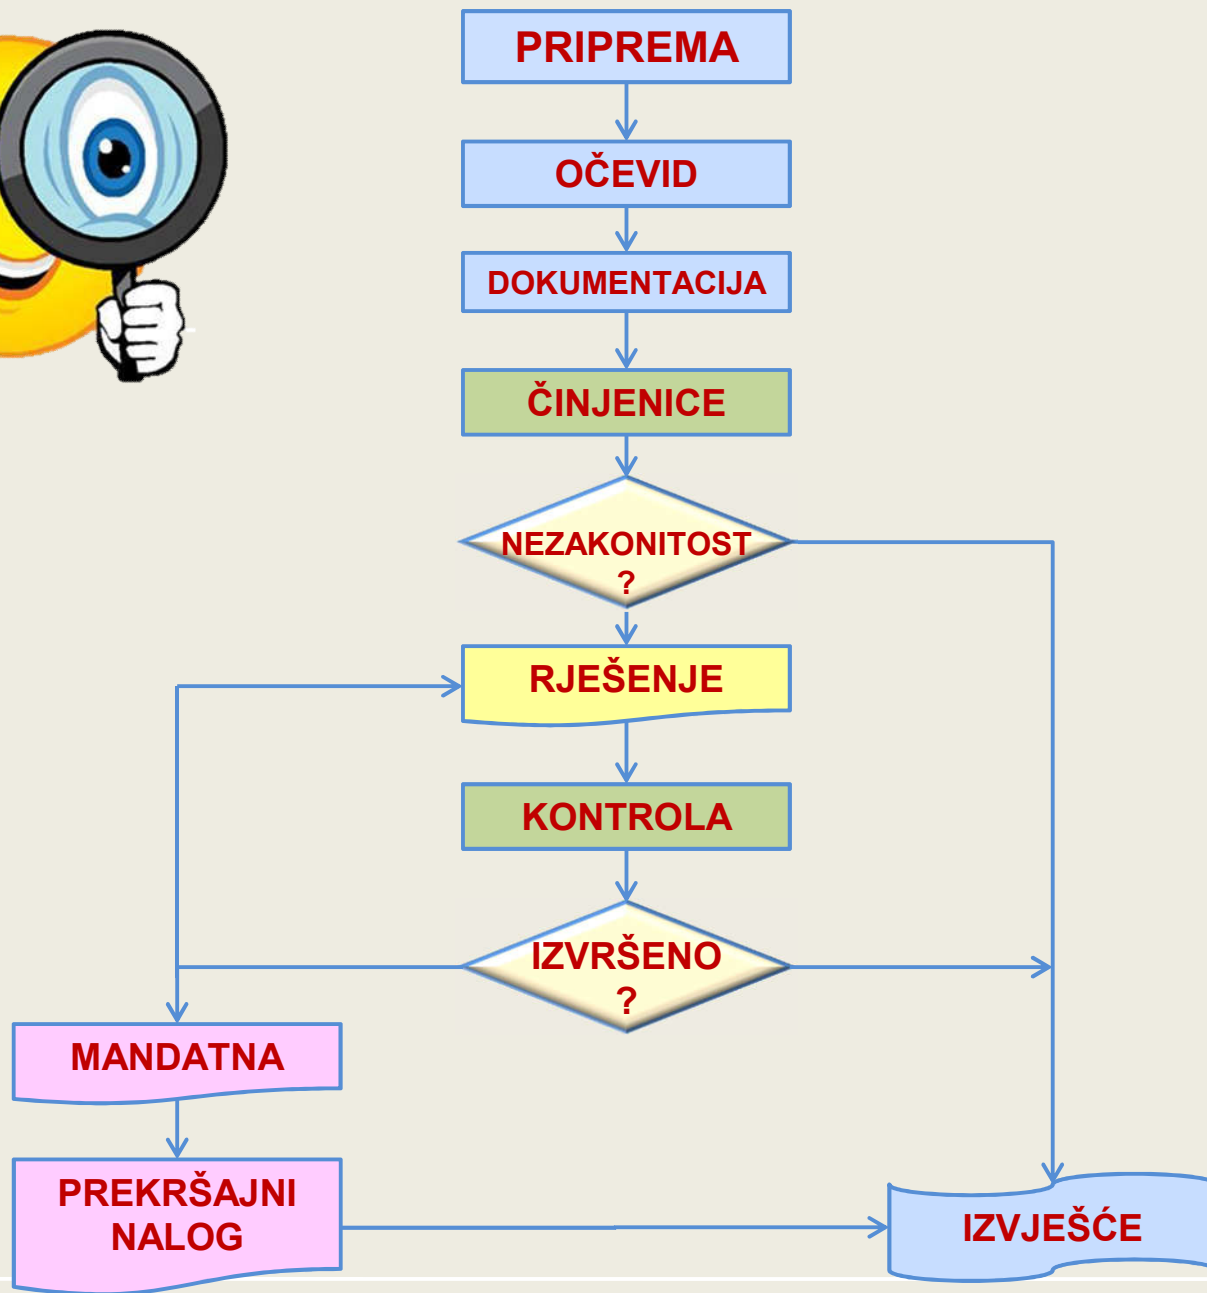 PRIPREMA
OČEVID
DOKUMENTACIJA
ČINJENICE
NEZAKONITOST
?
RJEŠENJE
KONTROLA
IZVRŠENO
?
MANDATNA
PREKRŠAJNI
NALOG
IZVJEŠĆE